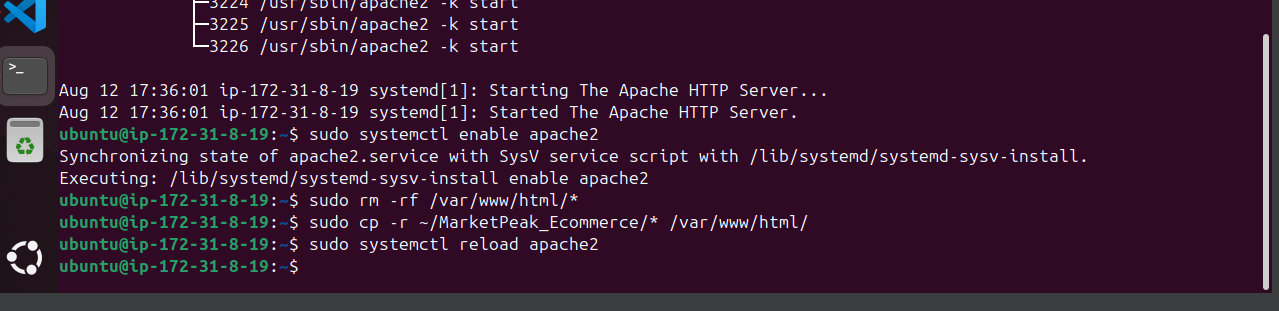 3224 /usr/sbin/apache2 -k start
3225 /usr/sbin/apache2 -k start
3226 /usr/sbin/apache2 -k start
Aug 12 17:36:01 ip-172-31-8-19 systemd[1]: Starting The Apache HTTP Server...
Aug 12 17:36:01 ip-172-31-8-19 systemd[1]: Started The Apache HTTP Server.
ubuntu@ip-172-31-8-19:~$ sudo systemctl enable apache2
Synchronizing state of apache2.service with SysV service script with /lib/systemd/systemd-sysv-install.
Executing: /lib/systemd/systemd-sysv-install enable apache2
ubuntu@ip-172-31-8-19:~$ sudo rm -rf /var/www/html/*
ubuntu@ip-172-31-8-19:~$ sudo cp -r ~/MarketPeak_Ecommerce/* /var/www/html/
ubuntu@ip-172-31-8-19:~$ sudo systemctl reload apache2
ubuntu@ip-172-31-8-19:~$